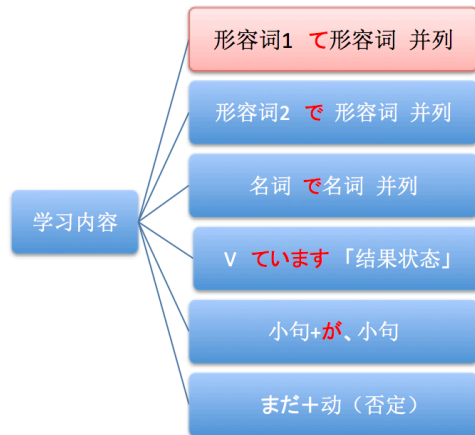 形容词1 て形容词 并列
形容词2 で 形容词 并列
名词 で名词 并列
学习内容
V ています「结果状态」
小句+が、小句
まだ＋动（否定）